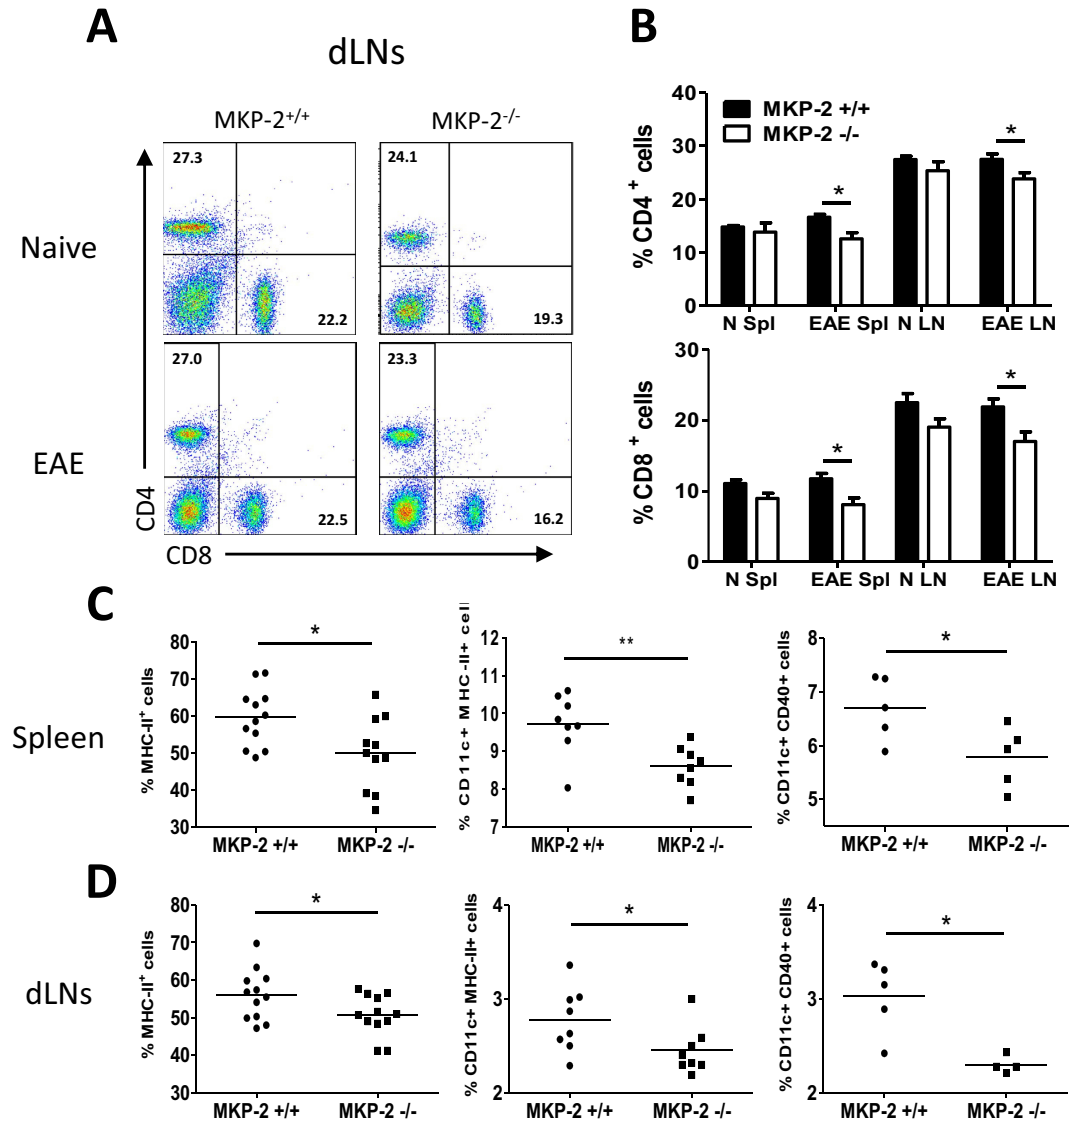 A
dLNs
MKP-2+/+
MKP-2-/-
Naive
27.3
22.2
24.1
19.3
EAE
27.0
22.5
23.3
16.2
CD4
CD8
B
% CD4 + cells
40
30
20
10
0
MKP-2 +/+
MKP-2 -/-
*
*
N Spl
EAE Spl
N LN
EAE LN
% CD8+ cells
30
20
10
0
*
*
N Spl
EAE Spl
N LN
EAE LN
C
Spleen
% MHC-II+ cells
80
70
60
50
40
30
*
MKP-2 +/+
MKP-2 -/-
% CD11c+ MHC-II+ cel
12
11
10
9
8
7
**
MKP-2 +/+
MKP-2 -/-
% CD11c+ CD40+ cells
8
7
6
5
*
MKP-2 +/+
MKP-2 -/-
D
dLNs
% MHC-II+ cells
80
70
60
50
40
30
*
MKP-2 +/+
MKP-2 -/-
% CD11c+ MHC-II+ cells
4
3
2
*
MKP-2 +/+
MKP-2 -/-
% CD11c+ CD40+ cells
4
3
2
*
MKP-2 +/+
MKP-2 -/-